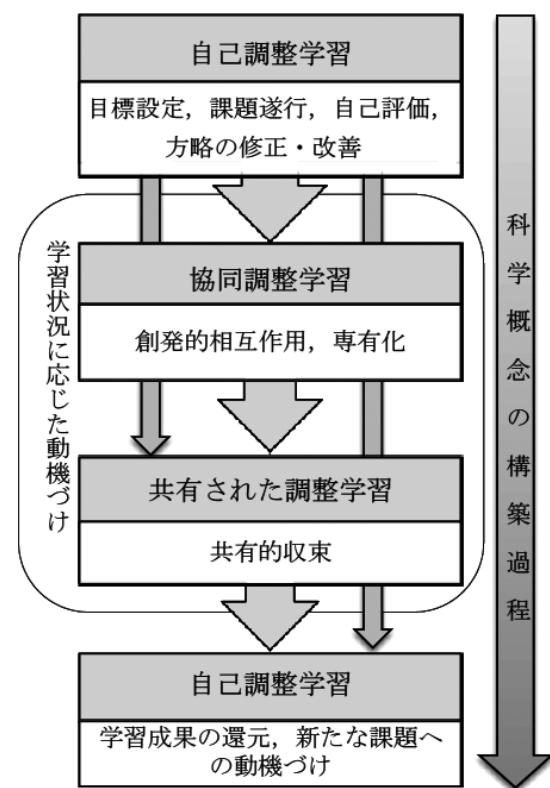 自己調整学習
目標設定，課題遂行，自己評価，
方略の修正・改善
協同調整学習
創発的相互作用，専有化
共有された調整学習
共有的収束
自己調整学習
学習成果の還元，新たな課題へ
の動機づけ
学習状況に応じた動機づけ
科学概念の構築過程